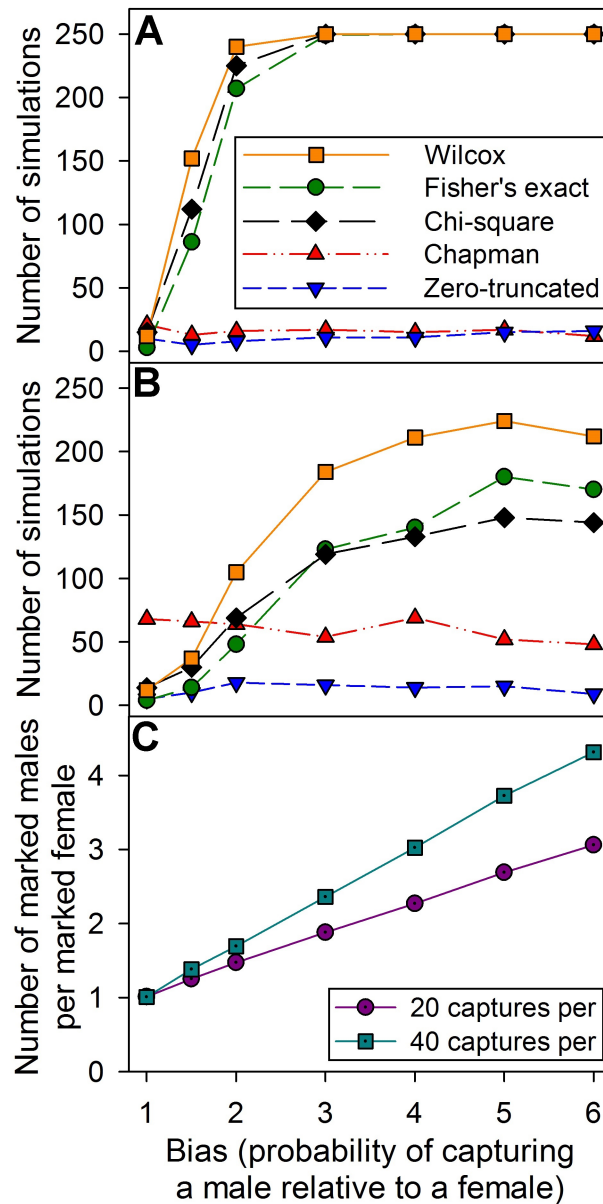 A
Number of simulations
250
200
150
100
50
0
Wilcox
Fisher's exact
Chi-square
Chapman
Zero-truncated
B
Number of simulations
250
200
150
100
50
0
C
Number of marked males
per marked female
4
3
2
1
0
20 captures per
40 captures per
1 2 3 4 5 6
Bias (probability of capturing
a male relative to a female)